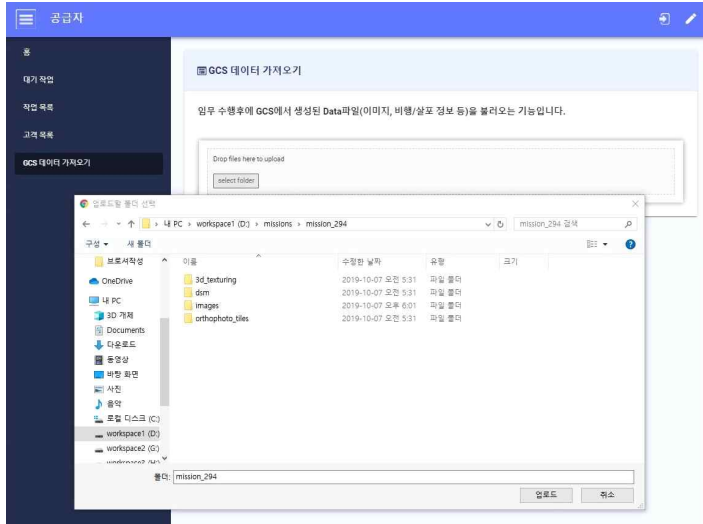 공급자
홈
대기 작업
작업 목록
고객 목록
GCS 데이터 가져오기
GCS 데이터 가져오기
임무 수행후에 GCS에서 생성된 Data파일(이미지, 비행/살포 정보 등)을 불러오는 기능입니다.
Drop files here to upload
select folder
업로드할 폴더 선택
내 PC › workspace1 (D:) › missions › mission_294
mission_294 검색
구성 새 폴더
브로셔작성
OneDrive
내 PC
3D 개체
Documents
다운로드
동영상
바탕 화면
사진
음악
로컬 디스크 (C:)
workspace1 (D:)
workspace2 (G:)
이름 수정한 날짜 유형 크기
3d_texturing 2019-10-07 오전 5:31 파일 폴더
dsm 2019-10-07 오전 5:31 파일 폴더
images 2019-10-07 오후 6:01 파일 폴더
orthophoto_tiles 2019-10-07 오전 5:31 파일 폴더
폴더: mission_294
업로드 취소